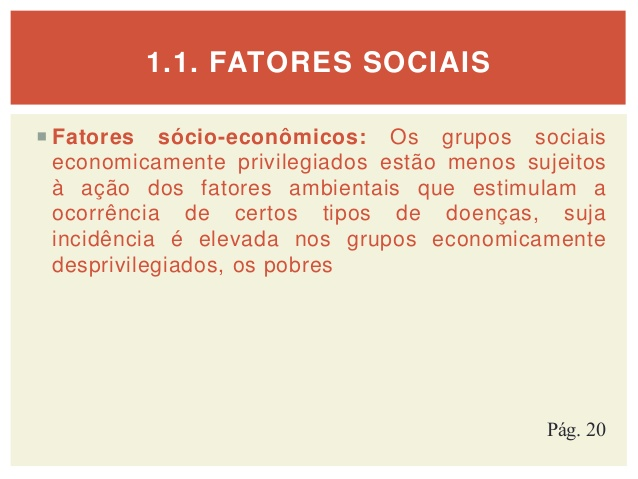 1.1. FATORES SOCIAIS
Fatores sócio-econômicos: Os grupos sociais
economicamente privilegiados estão menos sujeitos
à ação dos fatores ambientais que estimulam a
ocorrência de certos tipos de doenças, suja
incidência é elevada nos grupos economicamente
desprivilegiados, os pobres
Pág. 20